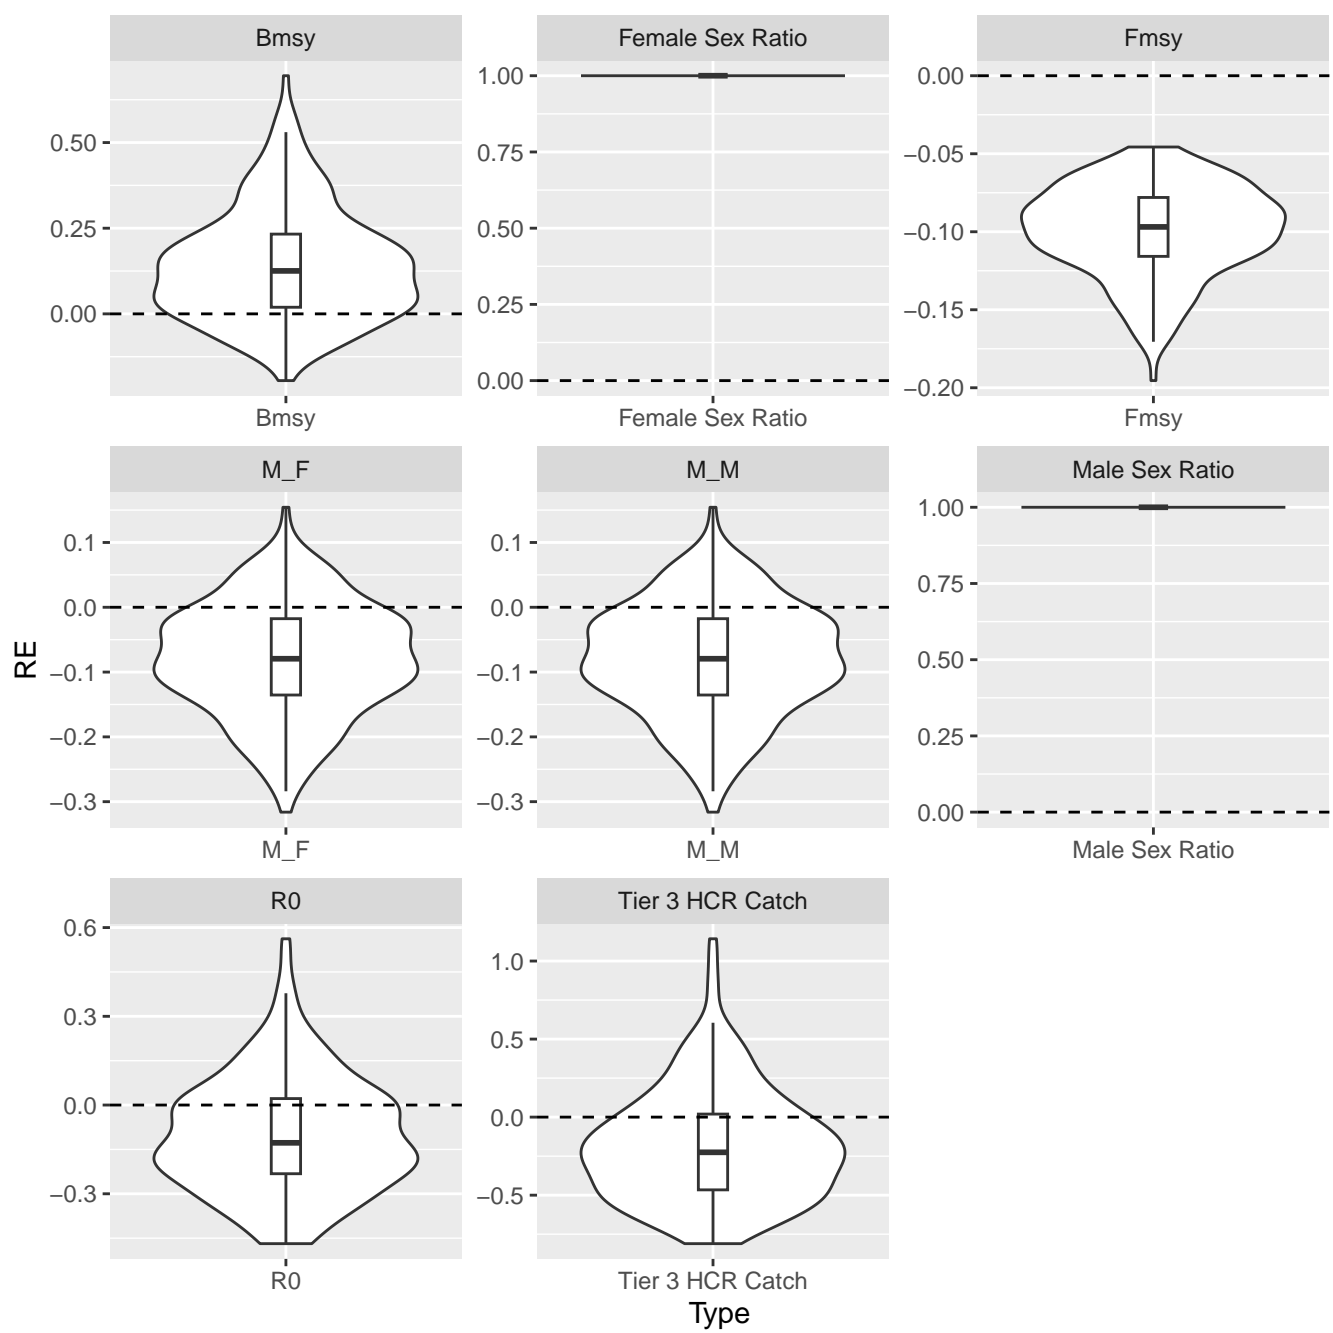 Bmsy
Female Sex Ratio
Fmsy
0.50
0.25
0.00
1.00
0.75
0.50
0.25
0.00
0.00
−0.05
−0.10
−0.15
−0.20
Bmsy
Female Sex Ratio
Fmsy
M_F
M_M
Male Sex Ratio
RE
0.1
0.0
−0.1
−0.2
−0.3
0.1
0.0
−0.1
−0.2
−0.3
1.00
0.75
0.50
0.25
0.00
M_F
M_M
Male Sex Ratio
R0
Tier 3 HCR Catch
0.6
0.3
0.0
−0.3
1.0
0.5
0.0
−0.5
R0
Tier 3 HCR Catch
Type